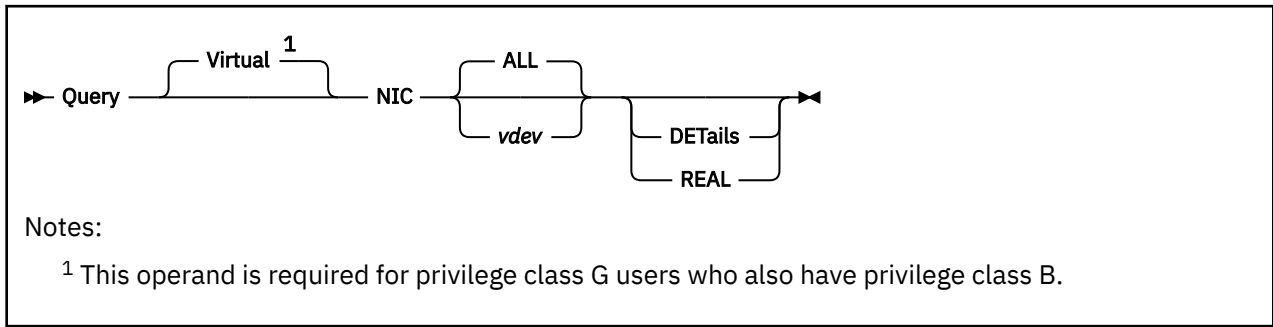 Virtual 1
ALL
Query NIC
vdev
DETails
REAL
Notes:
1 This operand is required for privilege class G users who also have privilege class B.